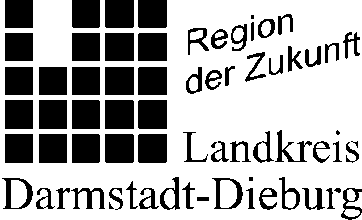 Region
der Zukunft
Landkreis
Darmstadt-Dieburg